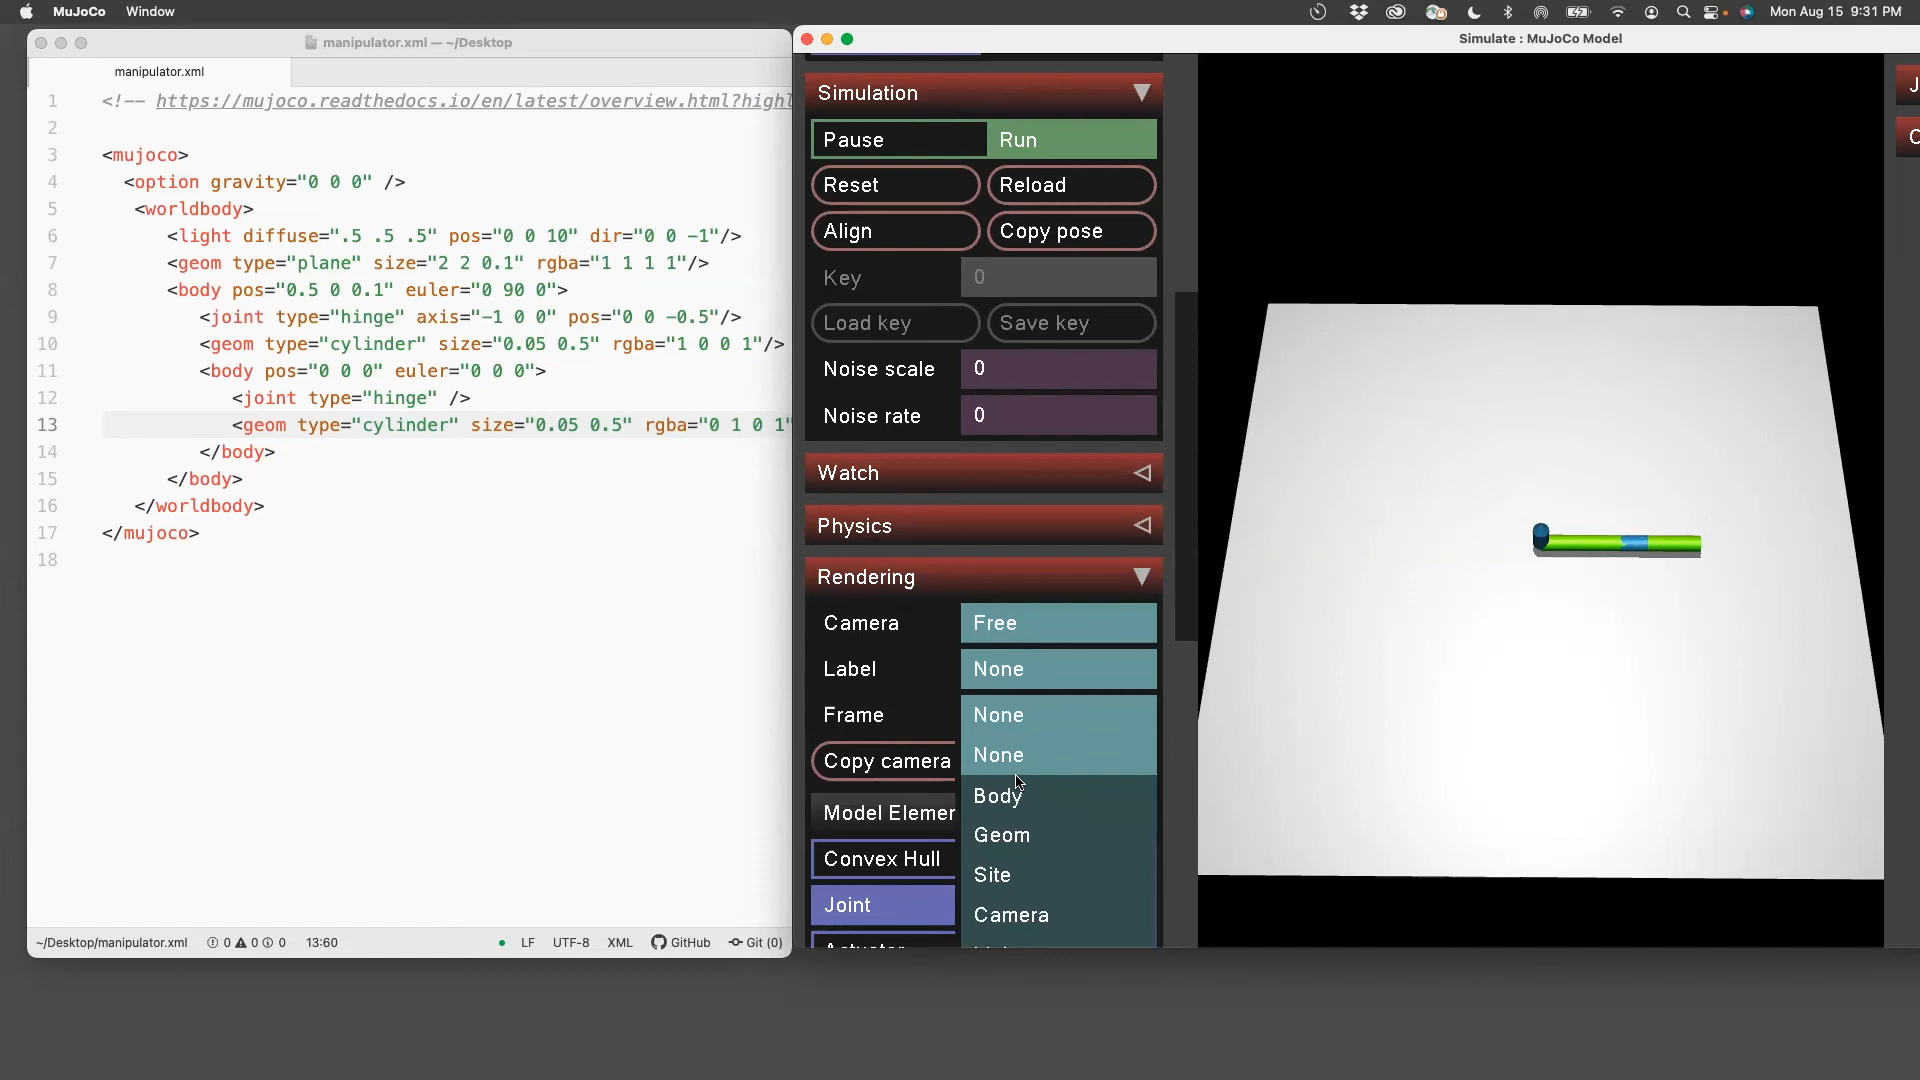 MuJoCo Window
Mon Aug 15 9:31 PM
manipulator.xml — ~/Desktop
manipulator.xml
1 <!-- https://mujoco.readthedocs.io/en/latest/overview.html?highl
2
3 <mujoco>
4 <option gravity="0 0 0" />
5 <worldbody>
6 <light diffuse=".5 .5 .5" pos="0 0 10" dir="0 0 -1"/>
7 <geom type="plane" size="2 2 0.1" rgba="1 1 1 1"/>
8 <body pos="0.5 0 0.1" euler="0 90 0">
9 <joint type="hinge" axis="-1 0 0" pos="0 0 -0.5"/>
10 <geom type="cylinder" size="0.05 0.5" rgba="1 0 0 1"/>
11 <body pos="0 0 0" euler="0 0 0">
12 <joint type="hinge" />
13 <geom type="cylinder" size="0.05 0.5" rgba="0 1 0 1"
14 </body>
15 </body>
16 </worldbody>
17 </mujoco>
18
~/Desktop/manipulator.xml 0 0 0 13:60 LF UTF-8 XML GitHub Git (0)
Simulate : MuJoCo Model
Simulation
Pause Run
Reset Reload
Align Copy pose
Key 0
Load key Save key
Noise scale 0
Noise rate 0
Watch
Physics
Rendering
Camera Free
Label None
Frame None
None
Copy camera
Body
Model Elemen
Geom
Convex Hull
Site
Joint
Camera
J
C